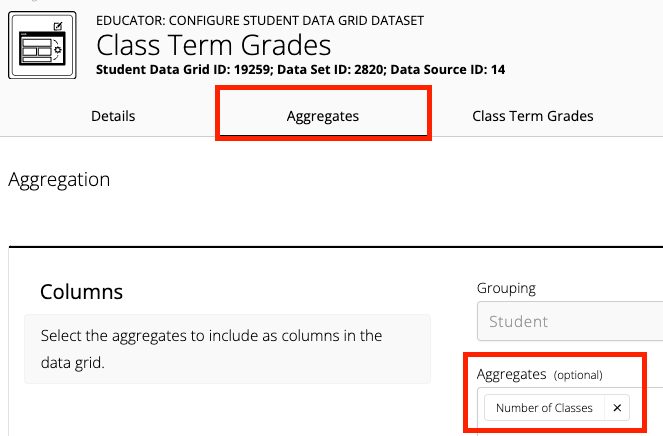 EDUCATOR: CONFIGURE STUDENT DATA GRID DATASET
Class Term Grades
Student Data Grid ID: 19259; Data Set ID: 2820; Data Source ID: 14
Details
Aggregates
Class Term Grades
Aggregation
Columns
Select the aggregates to include as columns in the
data grid.
Grouping
Student
Aggregates (optional)
Number of Classes ×